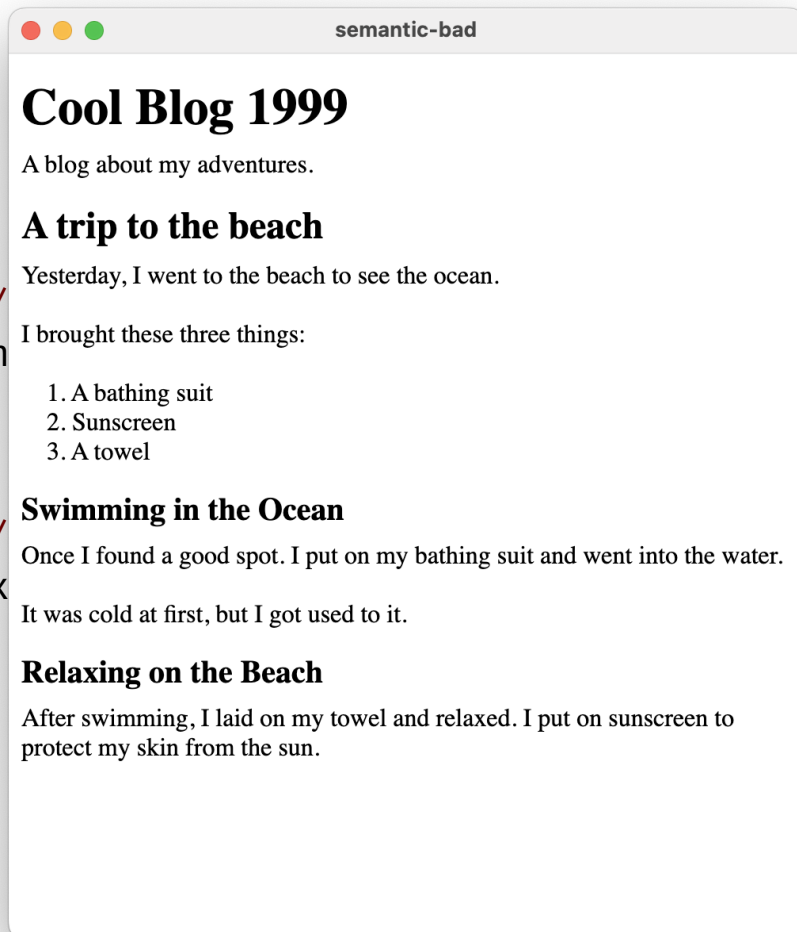 semantic-bad
Cool Blog 1999
A blog about my adventures.
A trip to the beach
Yesterday, I went to the beach to see the ocean.
I brought these three things:
1. A bathing suit
2. Sunscreen
3. A towel
Swimming in the Ocean
Once I found a good spot. I put on my bathing suit and went into the water.
It was cold at first, but I got used to it.
Relaxing on the Beach
After swimming, I laid on my towel and relaxed. I put on sunscreen to
protect my skin from the sun.